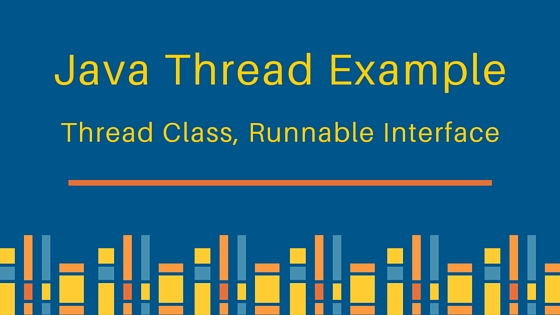 Java Thread Example
Thread Class, Runnable Interface